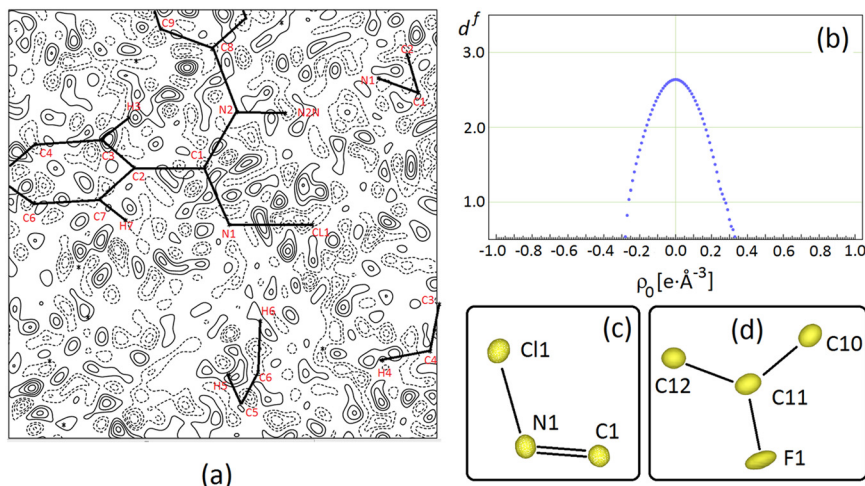 C9
C8
C2
N1
C1
H3
N2
N2N
C4
C3
C1
C2
C6
C7
H7
N1
CL1
H6
C3
C4
H4
H5
C6
C5
(a)
d^f
(b)
3.0
2.0
1.0
-1.0 -0.8 -0.6 -0.4 -0.2 0.0 0.2 0.4 0.6 0.8 1.0
ρ₀ [e·Å⁻³]
(c)
Cl1
N1
C1
(d)
C10
C12
C11
F1